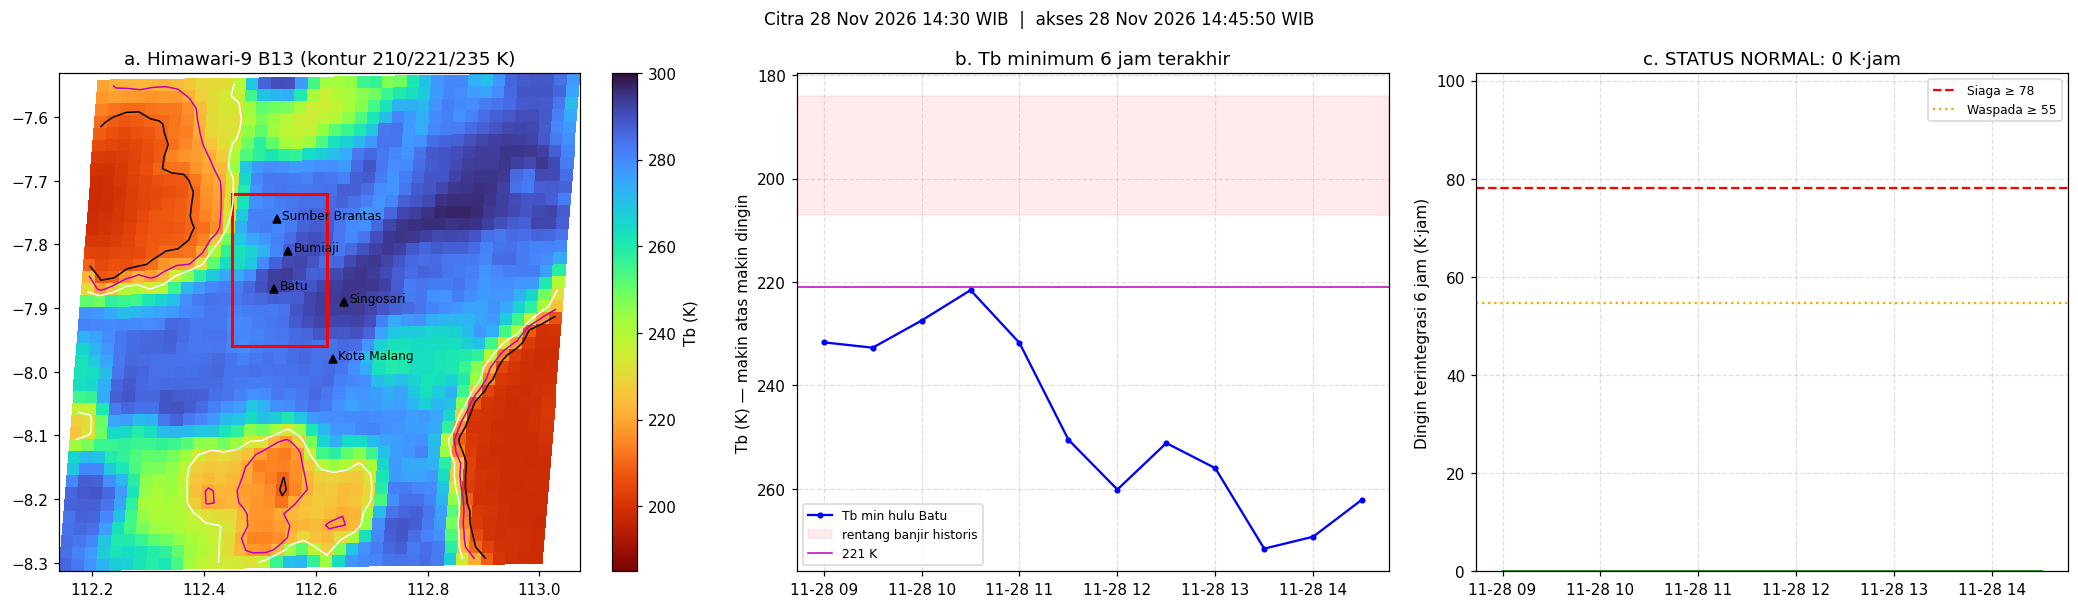 Citra 28 Nov 2026 14:30 WIB | akses 28 Nov 2026 14:45:50 WIB
a. Himawari-9 B13 (kontur 210/221/235 K)
−7.6
−7.7
−7.8
−7.9
−8.0
−8.1
−8.2
−8.3
112.2
112.4
112.6
112.8
113.0
Sumber Brantas
Bumiaji
Batu
Singosari
Kota Malang
300
280
260
240
220
200
Tb (K)
b. Tb minimum 6 jam terakhir
Tb (K) — makin atas makin dingin
180
200
220
240
260
Tb min hulu Batu
rentang banjir historis
221 K
11-28 09
11-28 10
11-28 11
11-28 12
11-28 13
11-28 14
c. STATUS NORMAL: 0 K·jam
Dingin terintegrasi 6 jam (K·jam)
100
80
60
40
20
0
Siaga ≥ 78
Waspada ≥ 55
11-28 09
11-28 10
11-28 11
11-28 12
11-28 13
11-28 14